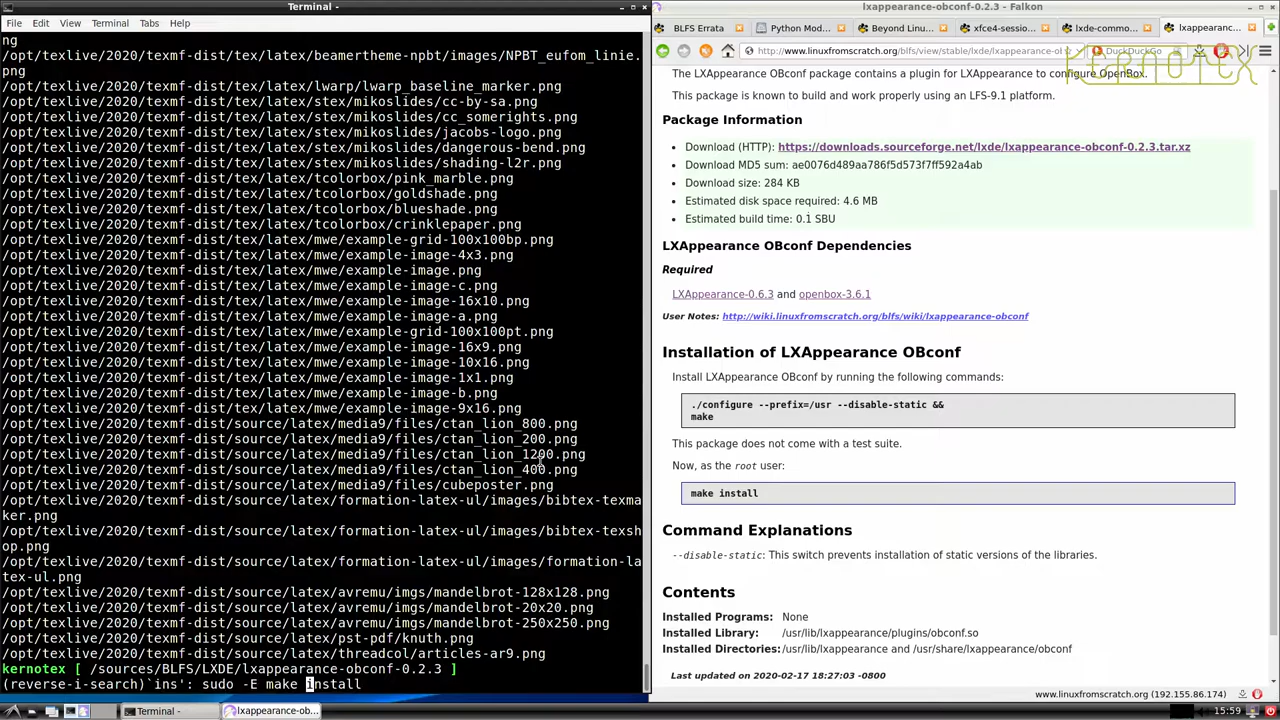 Terminal -
File Edit View Terminal Tabs Help
ng
/opt/texlive/2020/texmf-dist/tex/latex/beamertheme-npbt/images/NPBT_eufom_linie.
png
/opt/texlive/2020/texmf-dist/tex/latex/lwarp/lwarp_baseline_marker.png
/opt/texlive/2020/texmf-dist/tex/latex/stex/mikoslides/cc-by-sa.png
/opt/texlive/2020/texmf-dist/tex/latex/stex/mikoslides/cc_somerights.png
/opt/texlive/2020/texmf-dist/tex/latex/stex/mikoslides/jacobs-logo.png
/opt/texlive/2020/texmf-dist/tex/latex/stex/mikoslides/dangerous-bend.png
/opt/texlive/2020/texmf-dist/tex/latex/stex/mikoslides/shading-l2r.png
/opt/texlive/2020/texmf-dist/tex/latex/tcolorbox/pink_marble.png
/opt/texlive/2020/texmf-dist/tex/latex/tcolorbox/goldshade.png
/opt/texlive/2020/texmf-dist/tex/latex/tcolorbox/blueshade.png
/opt/texlive/2020/texmf-dist/tex/latex/tcolorbox/crinklepaper.png
/opt/texlive/2020/texmf-dist/tex/latex/mwe/example-grid-100x100bp.png
/opt/texlive/2020/texmf-dist/tex/latex/mwe/example-image-4x3.png
/opt/texlive/2020/texmf-dist/tex/latex/mwe/example-image.png
/opt/texlive/2020/texmf-dist/tex/latex/mwe/example-image-c.png
/opt/texlive/2020/texmf-dist/tex/latex/mwe/example-image-16x10.png
/opt/texlive/2020/texmf-dist/tex/latex/mwe/example-image-a.png
/opt/texlive/2020/texmf-dist/tex/latex/mwe/example-grid-100x100pt.png
/opt/texlive/2020/texmf-dist/tex/latex/mwe/example-image-16x9.png
/opt/texlive/2020/texmf-dist/tex/latex/mwe/example-image-10x16.png
/opt/texlive/2020/texmf-dist/tex/latex/mwe/example-image-1x1.png
/opt/texlive/2020/texmf-dist/tex/latex/mwe/example-image-b.png
/opt/texlive/2020/texmf-dist/tex/latex/mwe/example-image-9x16.png
/opt/texlive/2020/texmf-dist/source/latex/media9/files/ctan_lion_800.png
/opt/texlive/2020/texmf-dist/source/latex/media9/files/ctan_lion_200.png
/opt/texlive/2020/texmf-dist/source/latex/media9/files/ctan_lion_1200.png
/opt/texlive/2020/texmf-dist/source/latex/media9/files/ctan_lion_400.png
/opt/texlive/2020/texmf-dist/source/latex/media9/files/cubeposter.png
/opt/texlive/2020/texmf-dist/source/latex/formation-latex-ul/images/bibtex-texma
ker.png
/opt/texlive/2020/texmf-dist/source/latex/formation-latex-ul/images/bibtex-texsh
op.png
/opt/texlive/2020/texmf-dist/source/latex/formation-latex-ul/images/formation-la
tex-ul.png
/opt/texlive/2020/texmf-dist/source/latex/avremu/imgs/mandelbrot-128x128.png
/opt/texlive/2020/texmf-dist/source/latex/avremu/imgs/mandelbrot-20x20.png
/opt/texlive/2020/texmf-dist/source/latex/avremu/imgs/mandelbrot-250x250.png
/opt/texlive/2020/texmf-dist/source/latex/pst-pdf/knuth.png
/opt/texlive/2020/texmf-dist/source/latex/threadcol/articles-ar9.png
kernotex [ /sources/BLFS/LXDE/lxappearance-obconf-0.2.3 ]
(reverse-i-search)`ins': sudo -E make install
lxappearance-obconf-0.2.3 - Falkon
BLFS Errata Python Mod... Beyond Linu... xfce4-sessio... lxde-commo... lxappearanc...
http://www.linuxfromscratch.org/blfs/view/stable/lxde/lxappearance-ol DuckDuckGo
KERNOTEX
The LXAppearance OBconf package contains a plugin for LXAppearance to configure OpenBox.
This package is known to build and work properly using an LFS-9.1 platform.
Package Information
• Download (HTTP): https://downloads.sourceforge.net/lxde/lxappearance-obconf-0.2.3.tar.xz
• Download MD5 sum: ae0076d489aa786f5d573f7ff592a4ab
• Download size: 284 KB
• Estimated disk space required: 4.6 MB
• Estimated build time: 0.1 SBU
LXAppearance OBconf Dependencies
Required
LXAppearance-0.6.3 and openbox-3.6.1
User Notes: http://wiki.linuxfromscratch.org/blfs/wiki/lxappearance-obconf
Installation of LXAppearance OBconf
Install LXAppearance OBconf by running the following commands:
./configure --prefix=/usr --disable-static &&
make
This package does not come with a test suite.
Now, as the root user:
make install
Command Explanations
--disable-static: This switch prevents installation of static versions of the libraries.
Contents
Installed Programs: None
Installed Library: /usr/lib/lxappearance/plugins/obconf.so
Installed Directories: /usr/lib/lxappearance and /usr/share/lxappearance/obconf
Last updated on 2020-02-17 18:27:03 -0800
www.linuxfromscratch.org (192.155.86.174)
Terminal - lxappearance-ob... 15:59